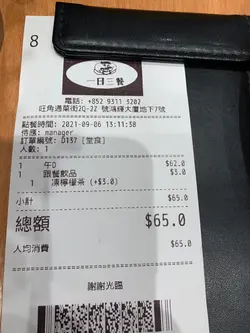 8
一日三餐
電話: +852 9311 3202
旺角通菜街2Q-2Z 號鴻輝大廈地下7號
點餐時間: 2021-09-06 13:11:38
侍應: manager
訂單編號: D137 [堂食]
人數: 1
1 午D $62.0
1 跟餐飲品 $3.0
1 凍檸檬茶 (+$3.0)
小計 $65.0
總額 $65.0
人均消費 $65.0
謝謝光臨